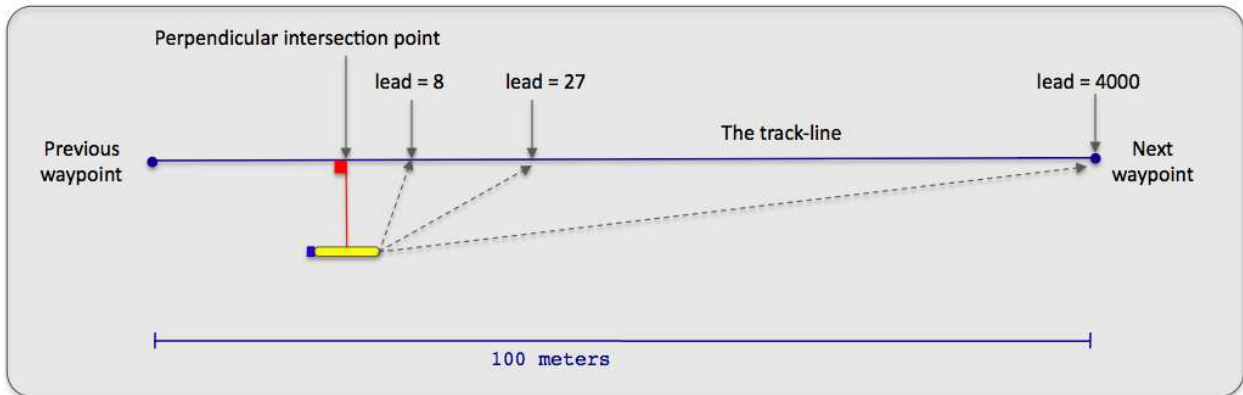 Perpendicular intersection point
lead = 8
lead = 27
lead = 4000
The track-line
Previous
waypoint
Next
waypoint
100 meters